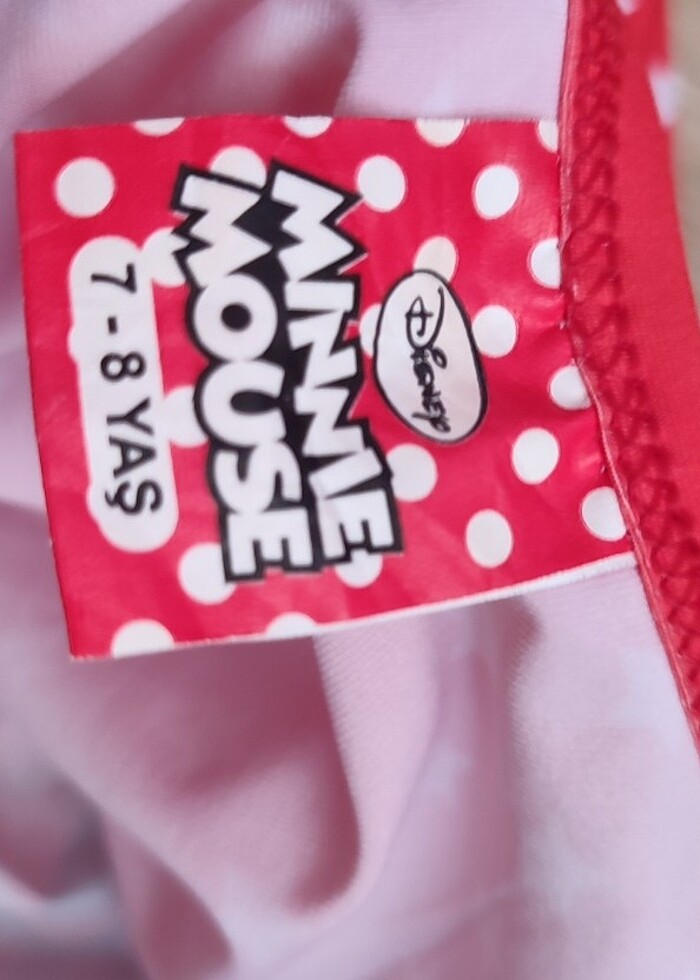 Disney
MINNIE
MOUSE
7-8 YAŞ